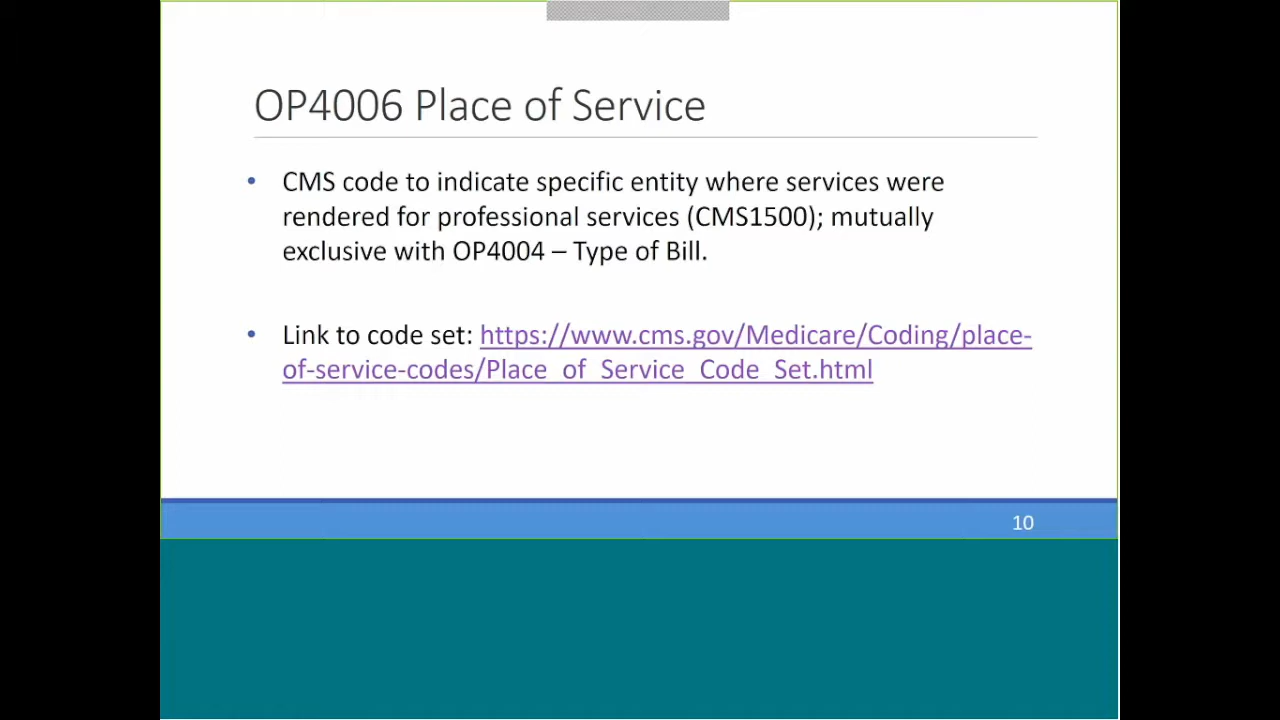 OP4006 Place of Service
• CMS code to indicate specific entity where services were
rendered for professional services (CMS1500); mutually
exclusive with OP4004 – Type of Bill.
• Link to code set: https://www.cms.gov/Medicare/Coding/place-
of-service-codes/Place_of_Service_Code_Set.html
10